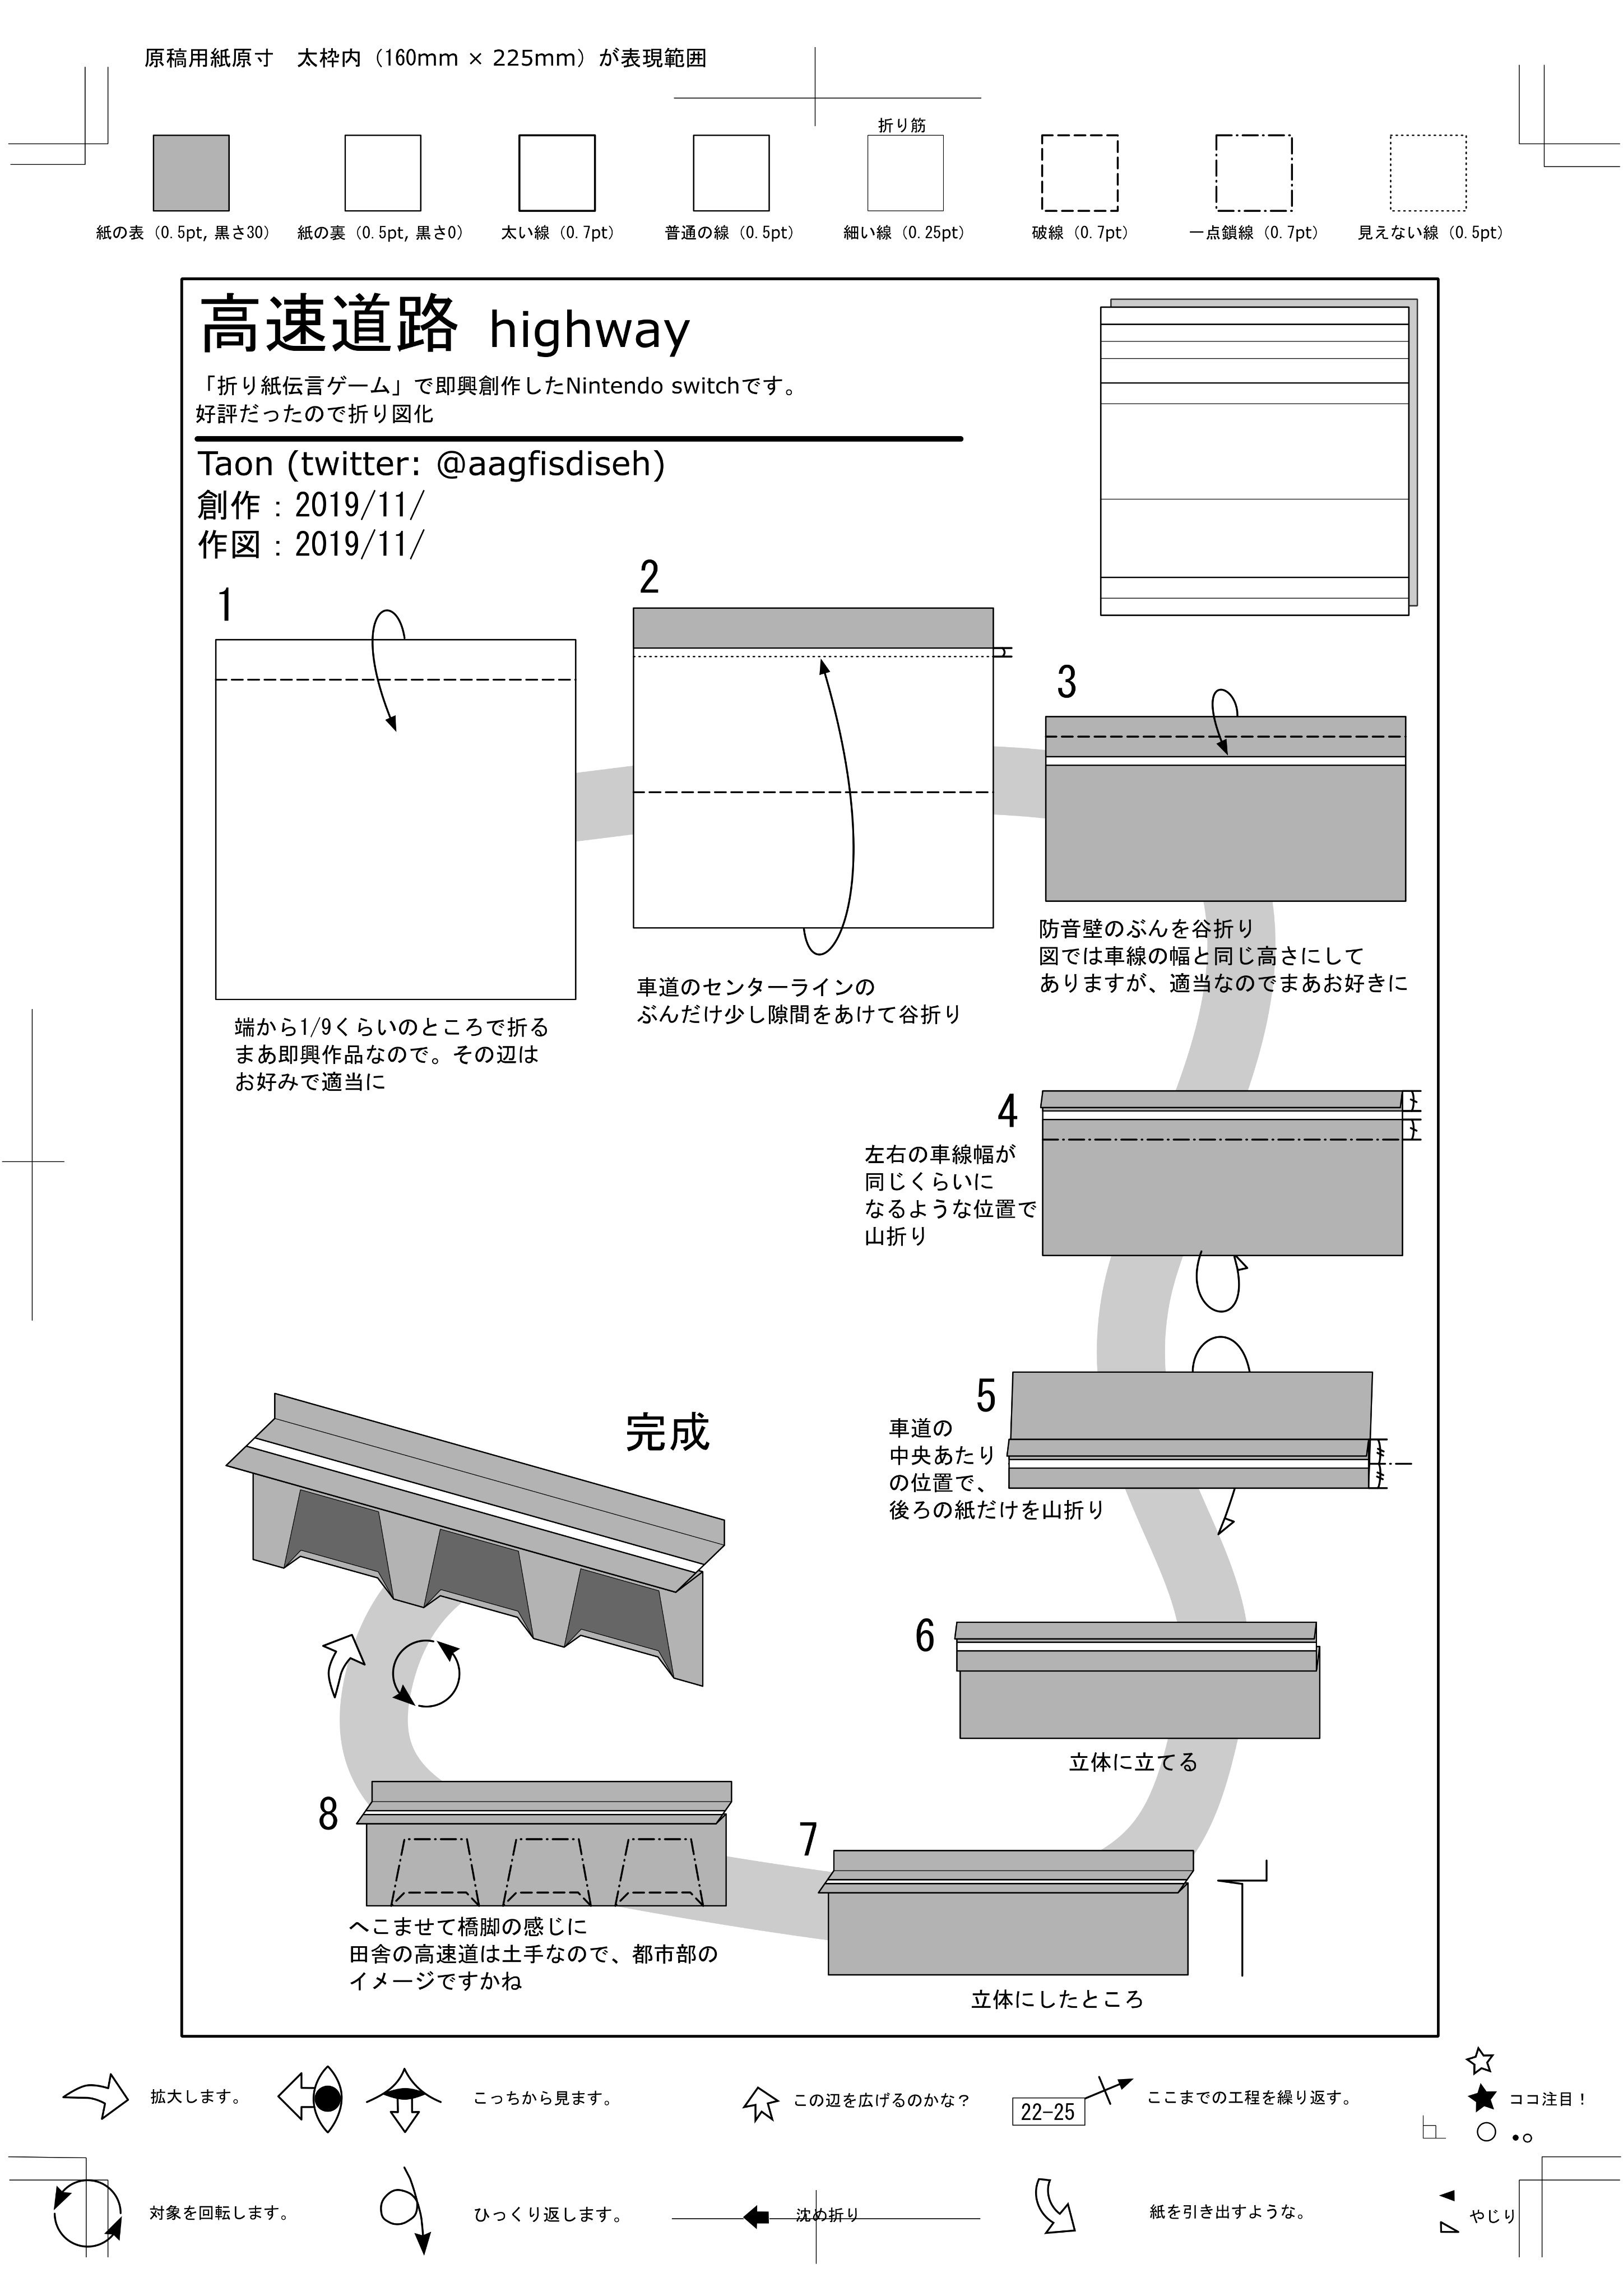 原稿用紙原寸　太枠内（160mm × 225mm）が表現範囲
折り筋
紙の表（0.5pt, 黒さ30）
紙の裏（0.5pt, 黒さ0）
太い線（0.7pt）
普通の線（0.5pt）
細い線（0.25pt）
破線（0.7pt）
一点鎖線（0.7pt）
見えない線（0.5pt）
高速道路 highway
「折り紙伝言ゲーム」で即興創作したNintendo switchです。
好評だったので折り図化
Taon (twitter: @aagfisdiseh)
創作：2019/11/
作図：2019/11/
1
端から1/9くらいのところで折る
まあ即興作品なので。その辺は
お好みで適当に
2
車道のセンターラインの
ぶんだけ少し隙間をあけて谷折り
3
防音壁のぶんを谷折り
図では車線の幅と同じ高さにして
ありますが、適当なのでまあお好きに
4
左右の車線幅が
同じくらいに
なるような位置で
山折り
5
車道の
中央あたり
の位置で、
後ろの紙だけを山折り
6
立体に立てる
7
立体にしたところ
8
へこませて橋脚の感じに
田舎の高速道は土手なので、都市部の
イメージですかね
完成
拡大します。
こっちから見ます。
この辺を広げるのかな？
22-25
ここまでの工程を繰り返す。
ココ注目！
対象を回転します。
ひっくり返します。
沈め折り
紙を引き出すような。
やじり